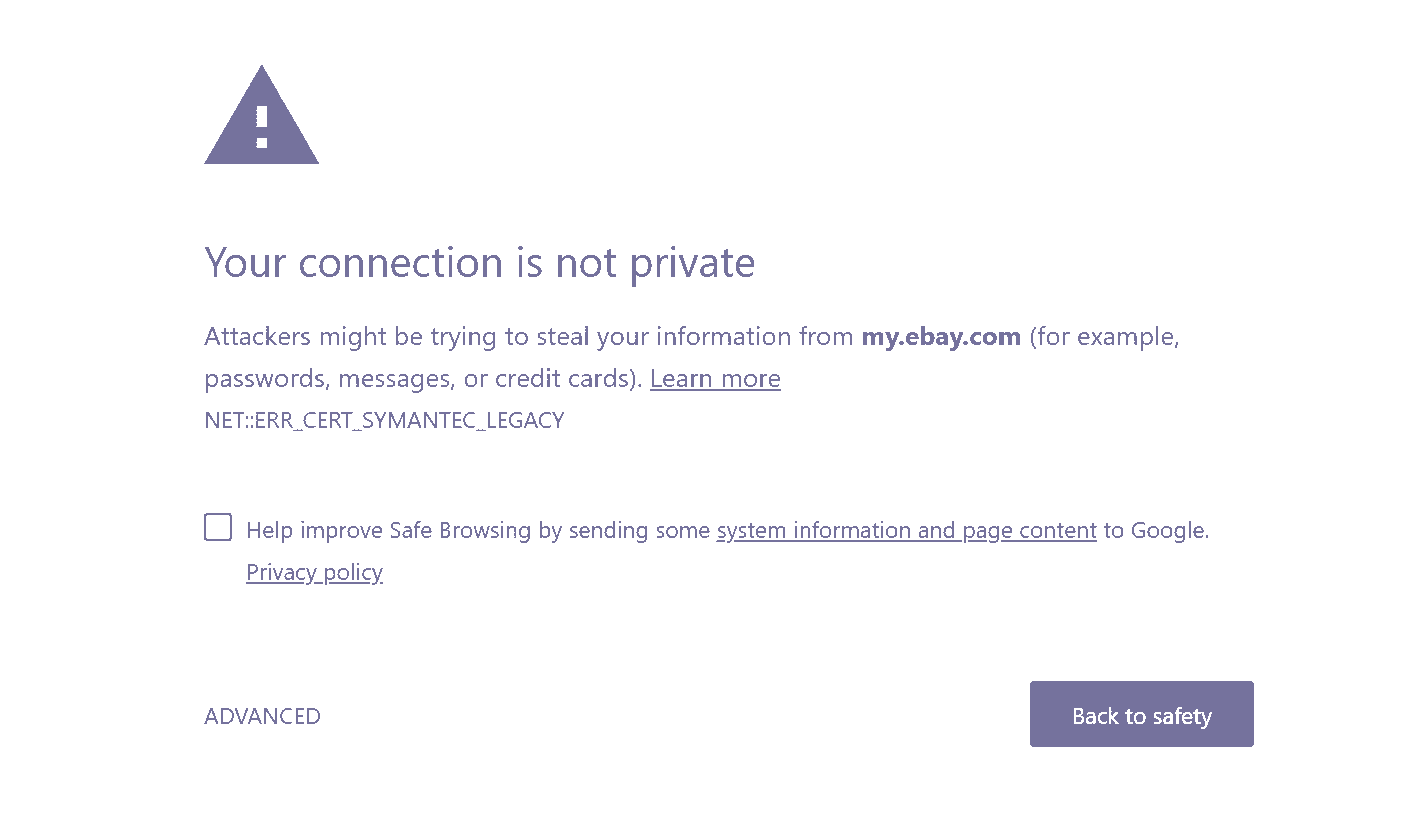 Your connection is not private
Attackers might be trying to steal your information from my.ebay.com (for example,
passwords, messages, or credit cards). Learn more
NET::ERR_CERT_SYMANTEC_LEGACY
Help improve Safe Browsing by sending some system information and page content to Google.
Privacy policy
ADVANCED
Back to safety